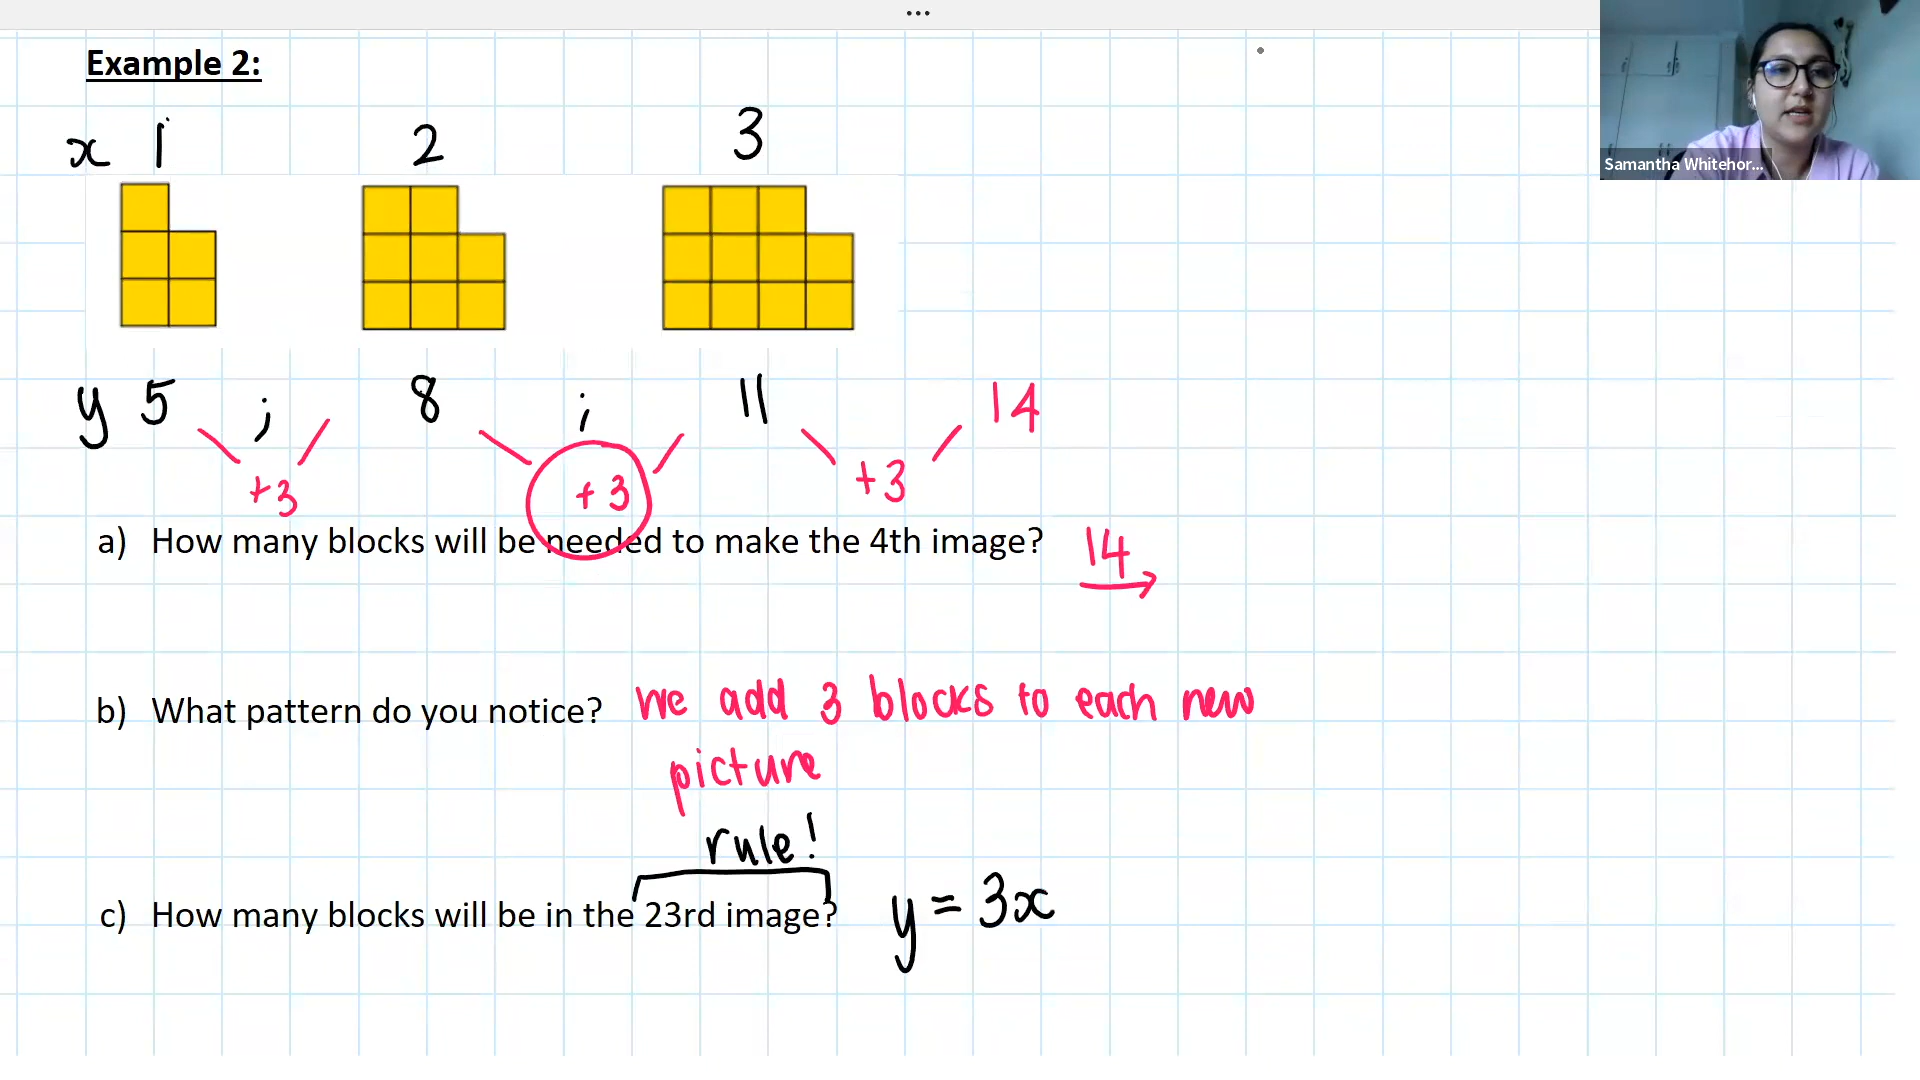 ...
Example 2:
Samantha Whitehor...
x 1 2 3
y 5 ; 8 ; 11 14
+3 +3 +3
a) How many blocks will be needed to make the 4th image? 14
b) What pattern do you notice? We add 3 blocks to each new
picture
rule!
c) How many blocks will be in the 23rd image? y = 3x